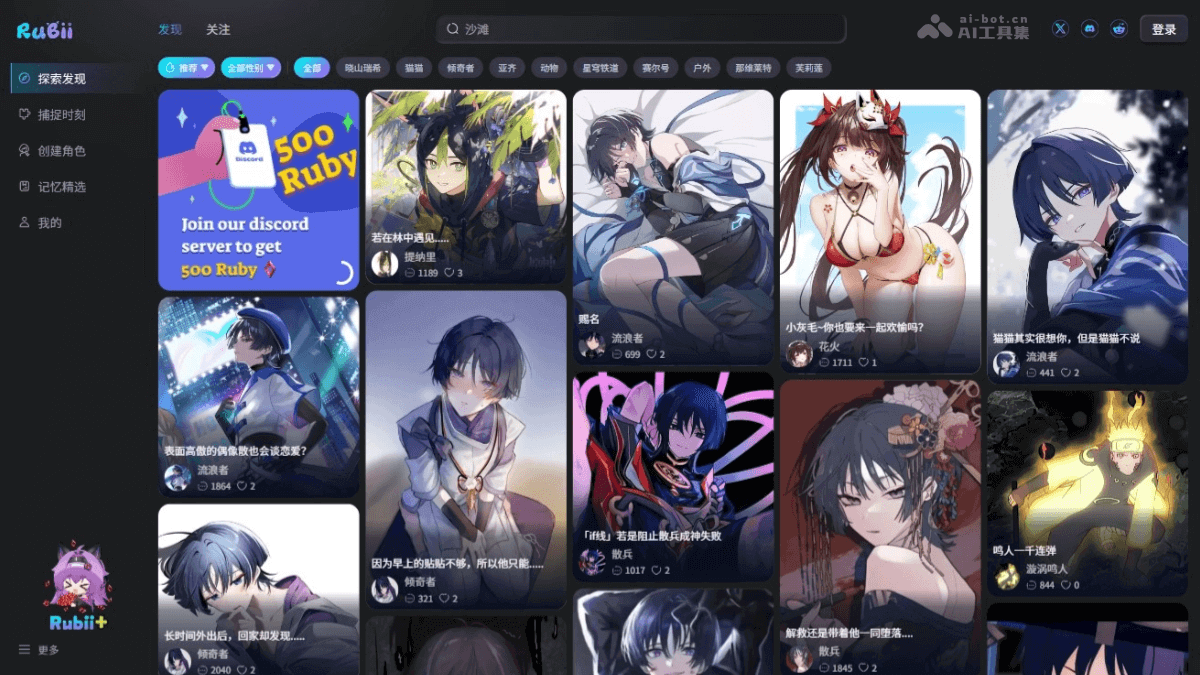 RuBii
发现
关注
沙滩
ai-bot.cn
AI工具集
登录
探索发现
捕捉时刻
创建角色
记忆精选
我的
Rubii+
更多
推荐▼
全部性别▼
全部
晓山瑞希
猫猫
倾奇者
亚齐
动物
星穹铁道
赛尔号
户外
那维莱特
芙莉莲
Discord
500
Ruby
Join our discord
server to get
500 Ruby
若在林中遇见.....
提纳里
1189 3
赐名
流浪者
699 2
小灰毛~你也要来一起欢愉吗？
花火
1711 1
猫猫其实很想你，但是猫猫不说
流浪者
441 2
表面高傲的偶像散也会谈恋爱？
流浪者
1864 2
因为早上的贴贴不够，所以他只能.....
倾奇者
321 2
「if线」若是阻止散兵成神失败
散兵
1017 2
解救还是带着他一同堕落....
散兵
1845 2
鸣人一千连弹
漩涡鸣人
844 0
长时间外出后，回家却发现.....
倾奇者
2040 2